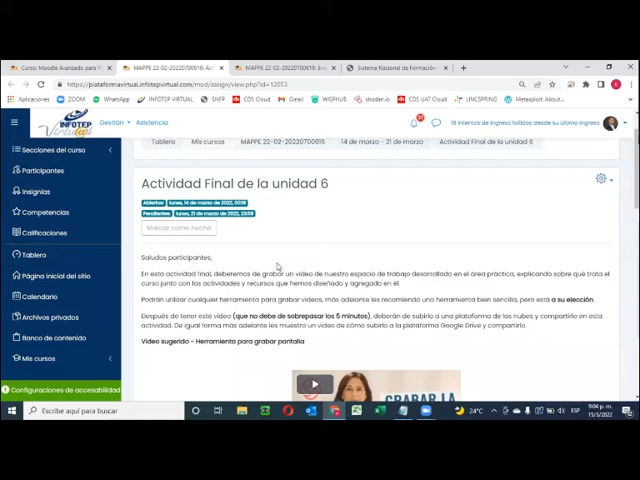 Curso: Moodle Avanzado para P
MAPPE 22-02-20220700616: Ac
MAPPE 22-02-20220700616: Ex
Sistema Nacional de Formación
https://plataformavirtual.infotepvirtual.com/mod/assign/view.php?id=12053
Aplicaciones ZOOM WhatsApp INFOTEP VIRTUAL SNPP CDS Cloud Gmail WISPHUB shodan.io CDS UAT Cloud LINCSPRING Metasploit: Abou...
INFOTEP Virtual Gestión Asistencia 27 18 intentos de ingreso fallidos desde su último ingreso
Tablero Mis cursos MAPPE 22-02-20220700616 14 de marzo - 21 de marzo Actividad Final de la unidad 6
Secciones del curso
Participantes
Insignias
Competencias
Calificaciones
Tablero
Página inicial del sitio
Calendario
Archivos privados
Banco de contenido
Mis cursos
Configuraciones de accesabilidad
Actividad Final de la unidad 6
Abiertos: lunes, 14 de marzo de 2022, 00:16
Pendientes: lunes, 21 de marzo de 2022, 23:59
Marcar como hecha
Saludos participantes,
En esta actividad final, deberemos de grabar un video de nuestro espacio de trabajo desarrollado en el área práctica, explicando sobre qué trata el
curso junto con las actividades y recursos que hemos diseñado y agregado en él.
Podrán utilizar cualquier herramienta para grabar videos, más adelante les recomiendo una herramienta bien sencilla, pero está a su elección.
Después de tener este video (que no debe de sobrepasar los 5 minutos), deberán de subirlo a una plataforma de las nubes y compartirlo en esta
actividad. De igual forma más adelante les muestro un video de cómo subirlo a la plataforma Google Drive y compartirlo.
Video sugerido - Herramienta para grabar pantalla
GRABAR LA
Escribe aquí para buscar
24°C
ESP
9:04 p. m.
15/3/2022